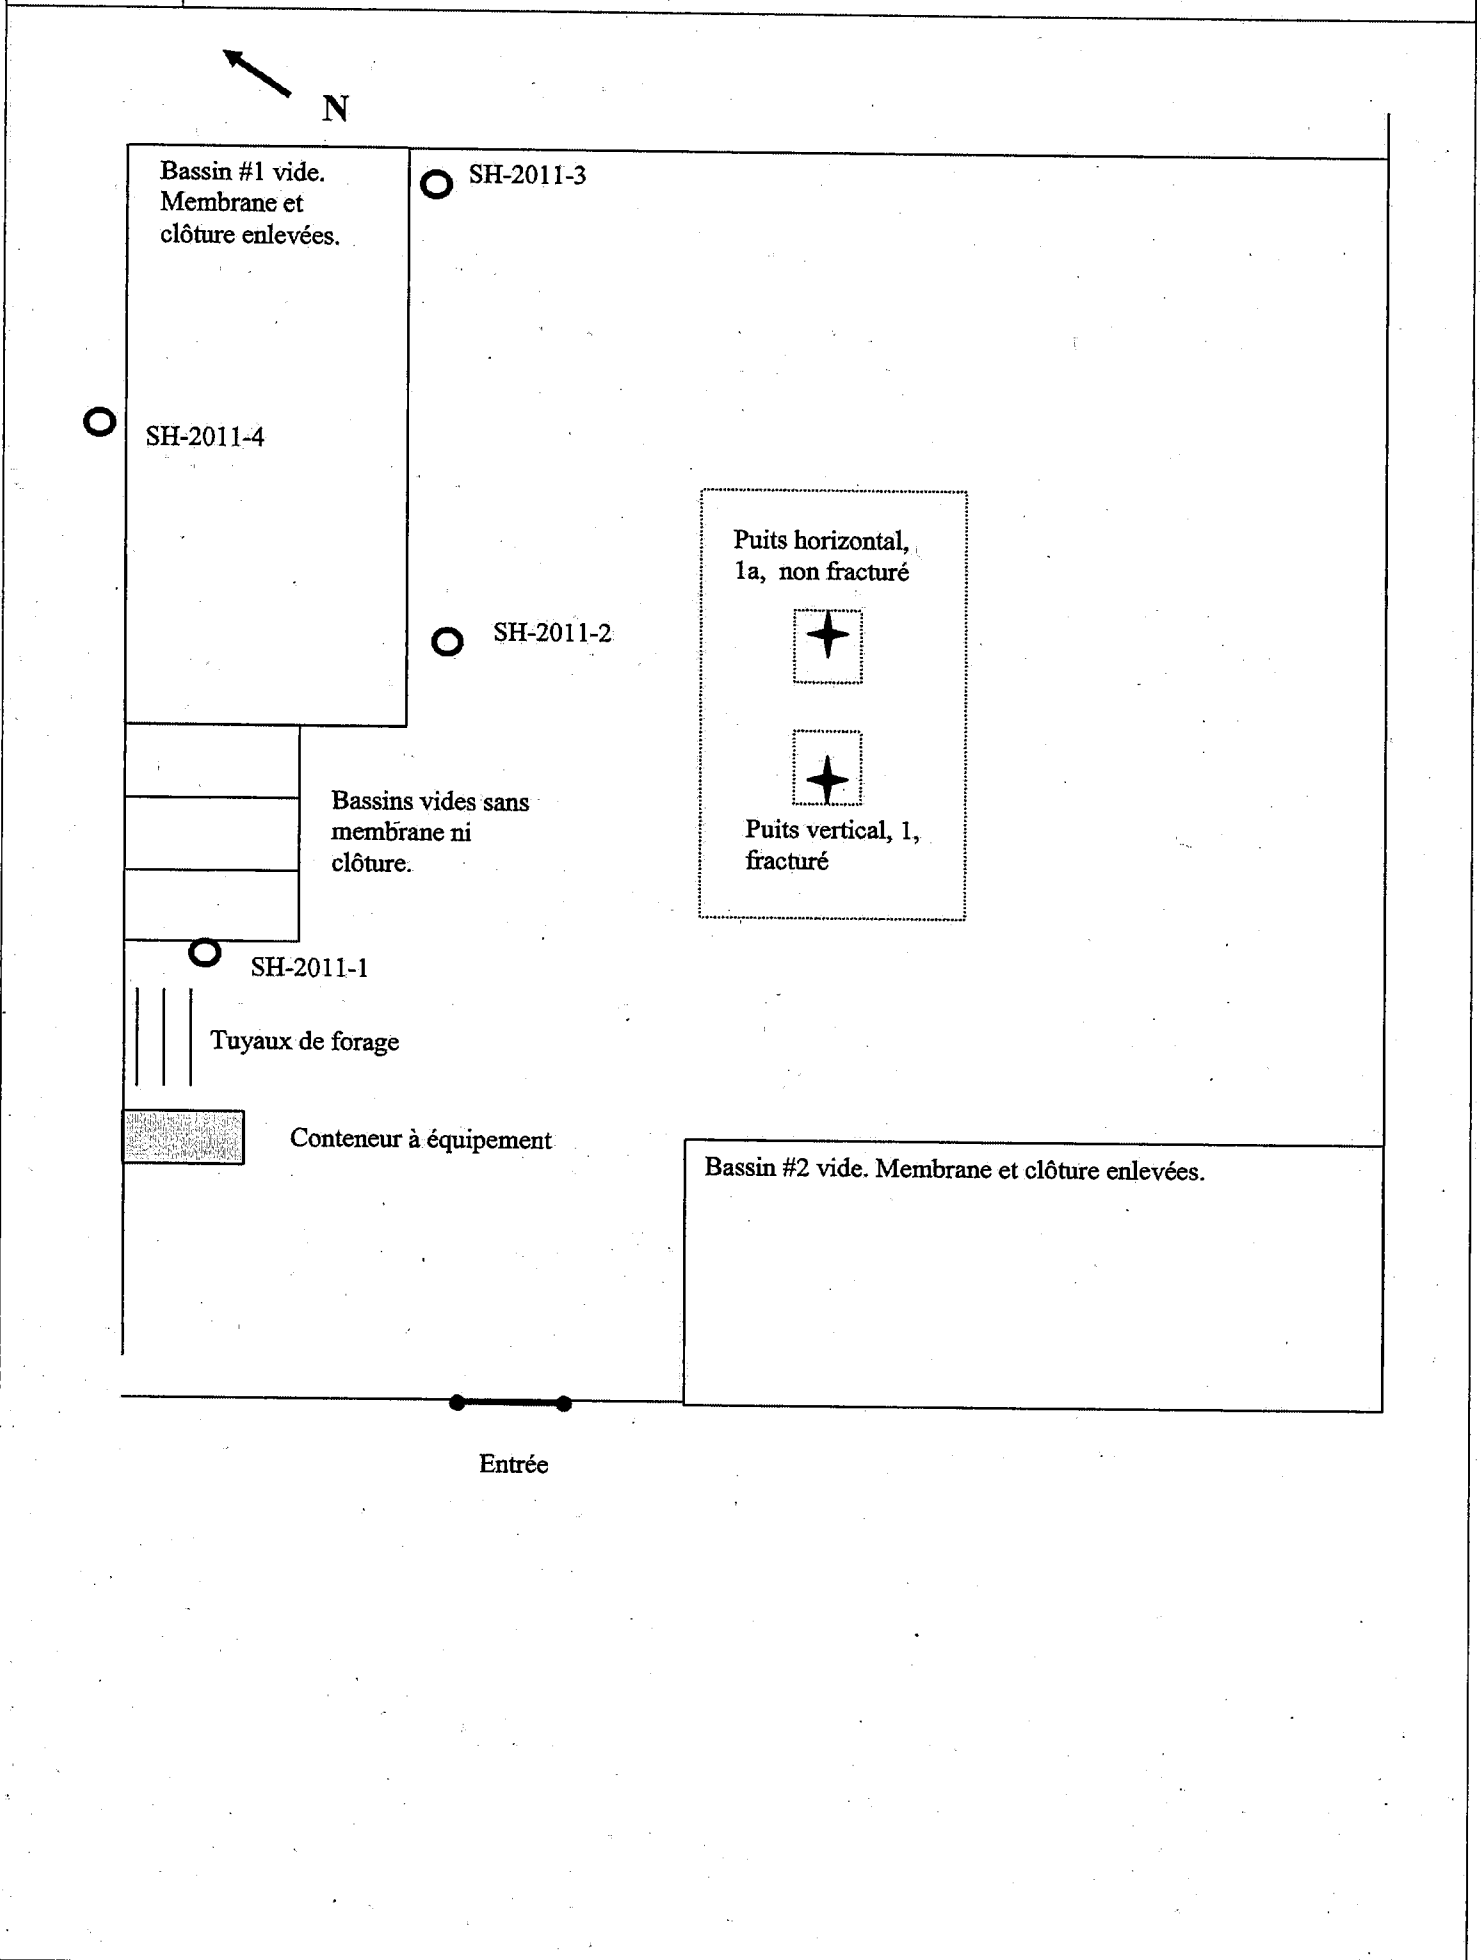 N
Bassin #1 vide.
Membrane et
clôture enlevées.
SH-2011-3
SH-2011-4
Puits horizontal,
1a, non fracturé
SH-2011-2
Bassins vides sans
membrane ni
clôture.
Puits vertical, 1,
fracturé
SH-2011-1
Tuyaux de forage
Conteneur à équipement
Bassin #2 vide. Membrane et clôture enlevées.
Entrée